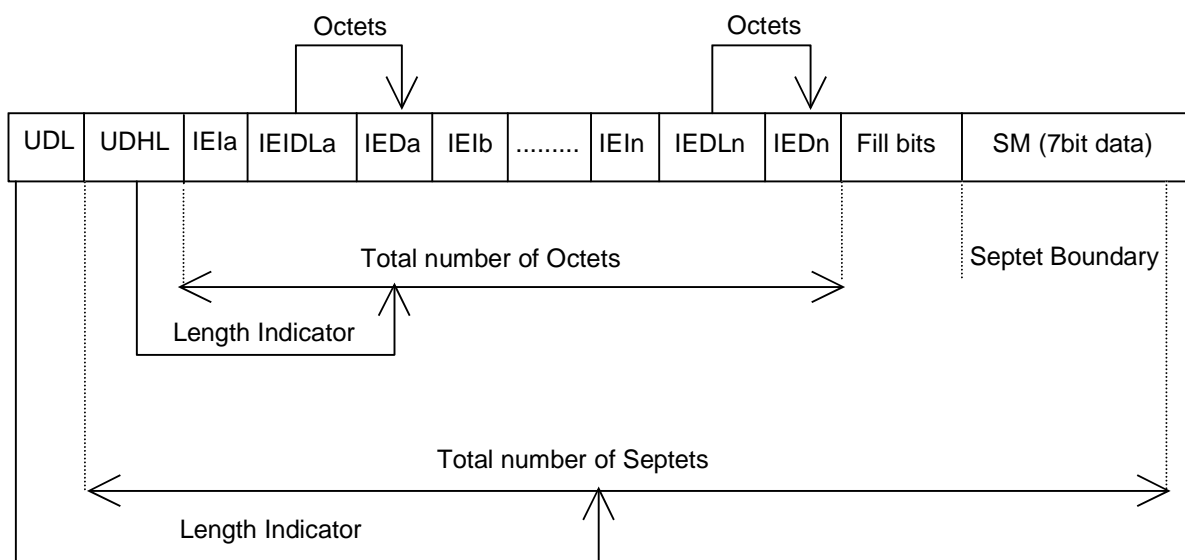 Octets Octets
UDL UDHL IEIa IEIDLa IEDa IEIb ......... IEIn IEDLn IEDn Fill bits SM (7bit data)
Total number of Octets
Septet Boundary
Length Indicator
Total number of Septets
Length Indicator